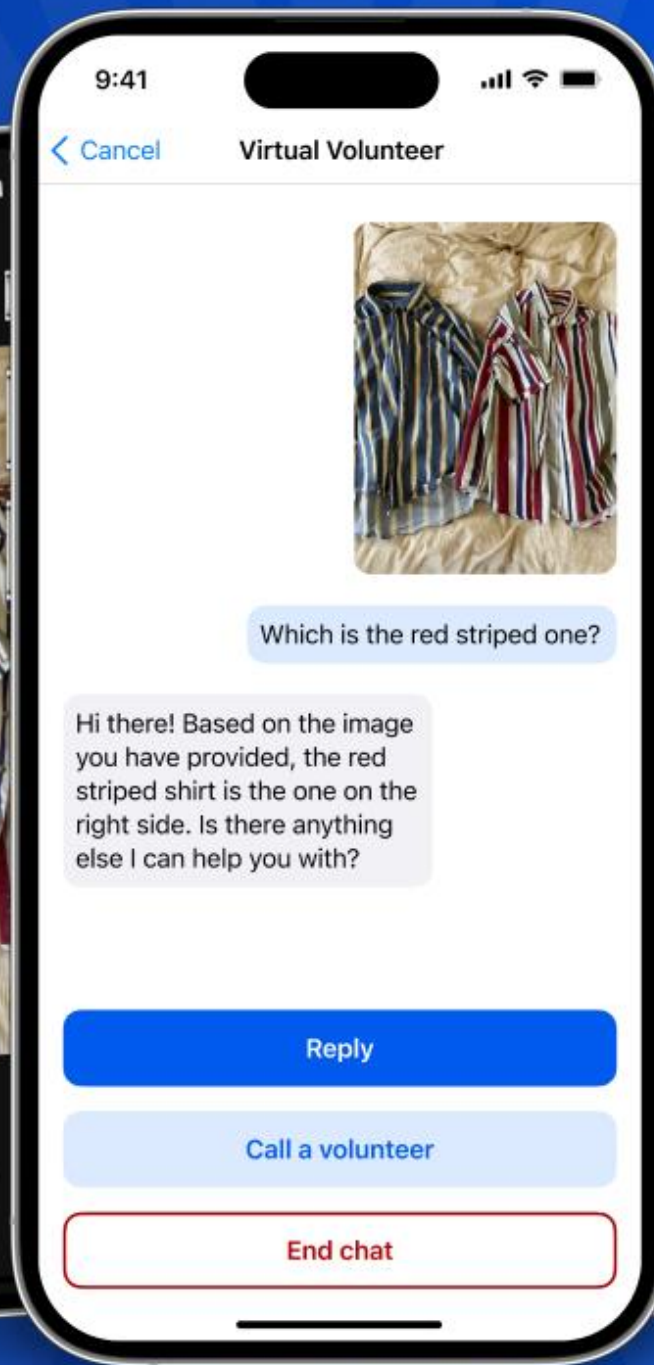 9:41
Cancel
Virtual Volunteer
Which is the red striped one?
Hi there! Based on the image
you have provided, the red
striped shirt is the one on the
right side. Is there anything
else I can help you with?
Reply
Call a volunteer
End chat